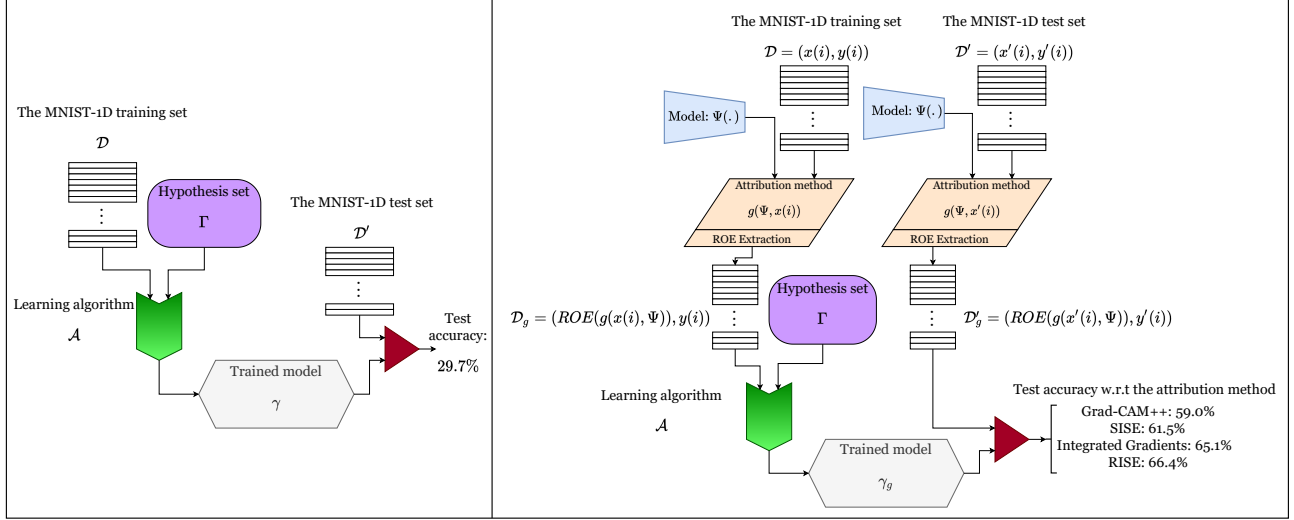 The MNIST-1D training set
𝒟
⋮
Hypothesis set
Γ
The MNIST-1D test set
𝒟′
⋮
Learning algorithm
𝒜
Test
accuracy:
29.7%
Trained model
γ
The MNIST-1D training set
𝒟 = (x(i), y(i))
The MNIST-1D test set
𝒟′ = (x′(i), y′(i))
Model: Ψ(.)
⋮
Model: Ψ(.)
⋮
Attribution method
g(Ψ, x(i))
ROE Extraction
Attribution method
g(Ψ, x′(i))
ROE Extraction
Hypothesis set
Γ
𝒟_g = (ROE(g(x(i), Ψ)), y(i))
⋮
⋮
𝒟′_g = (ROE(g(x′(i), Ψ)), y′(i))
Learning algorithm
𝒜
Trained model
γ_g
Test accuracy w.r.t the attribution method
Grad-CAM++: 59.0%
SISE: 61.5%
Integrated Gradients: 65.1%
RISE: 66.4%